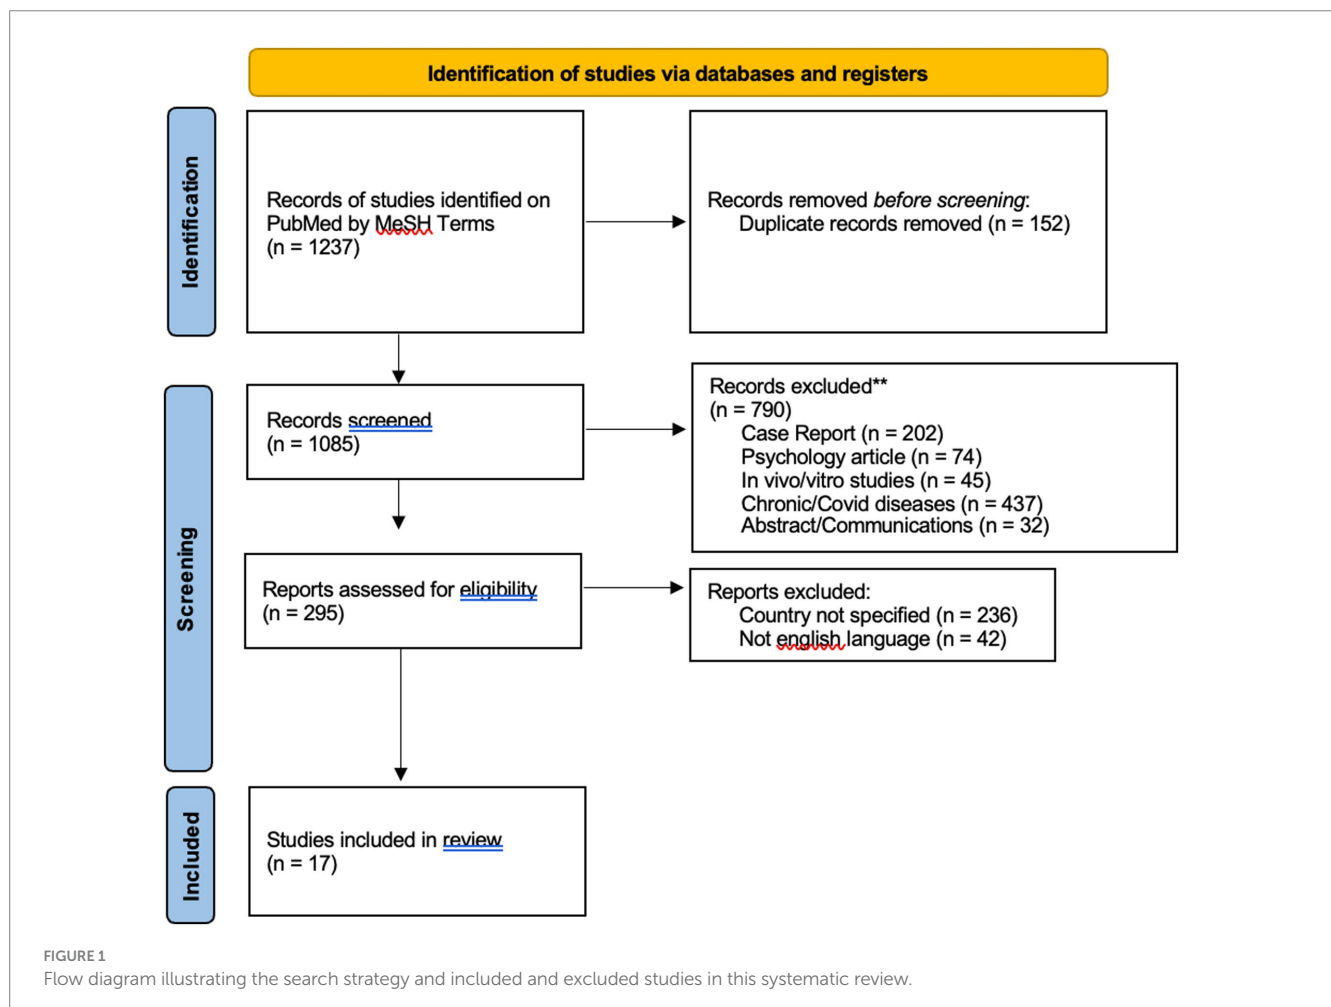 Identification of studies via databases and registers
Identification
Records of studies identified on
PubMed by MeSH Terms
(n = 1237)
Records removed before screening:
Duplicate records removed (n = 152)
Screening
Records screened
(n = 1085)
Records excluded**
(n = 790)
Case Report (n = 202)
Psychology article (n = 74)
In vivo/vitro studies (n = 45)
Chronic/Covid diseases (n = 437)
Abstract/Communications (n = 32)
Reports assessed for eligibility
(n = 295)
Reports excluded:
Country not specified (n = 236)
Not english language (n = 42)
Included
Studies included in review
(n = 17)
FIGURE 1
Flow diagram illustrating the search strategy and included and excluded studies in this systematic review.